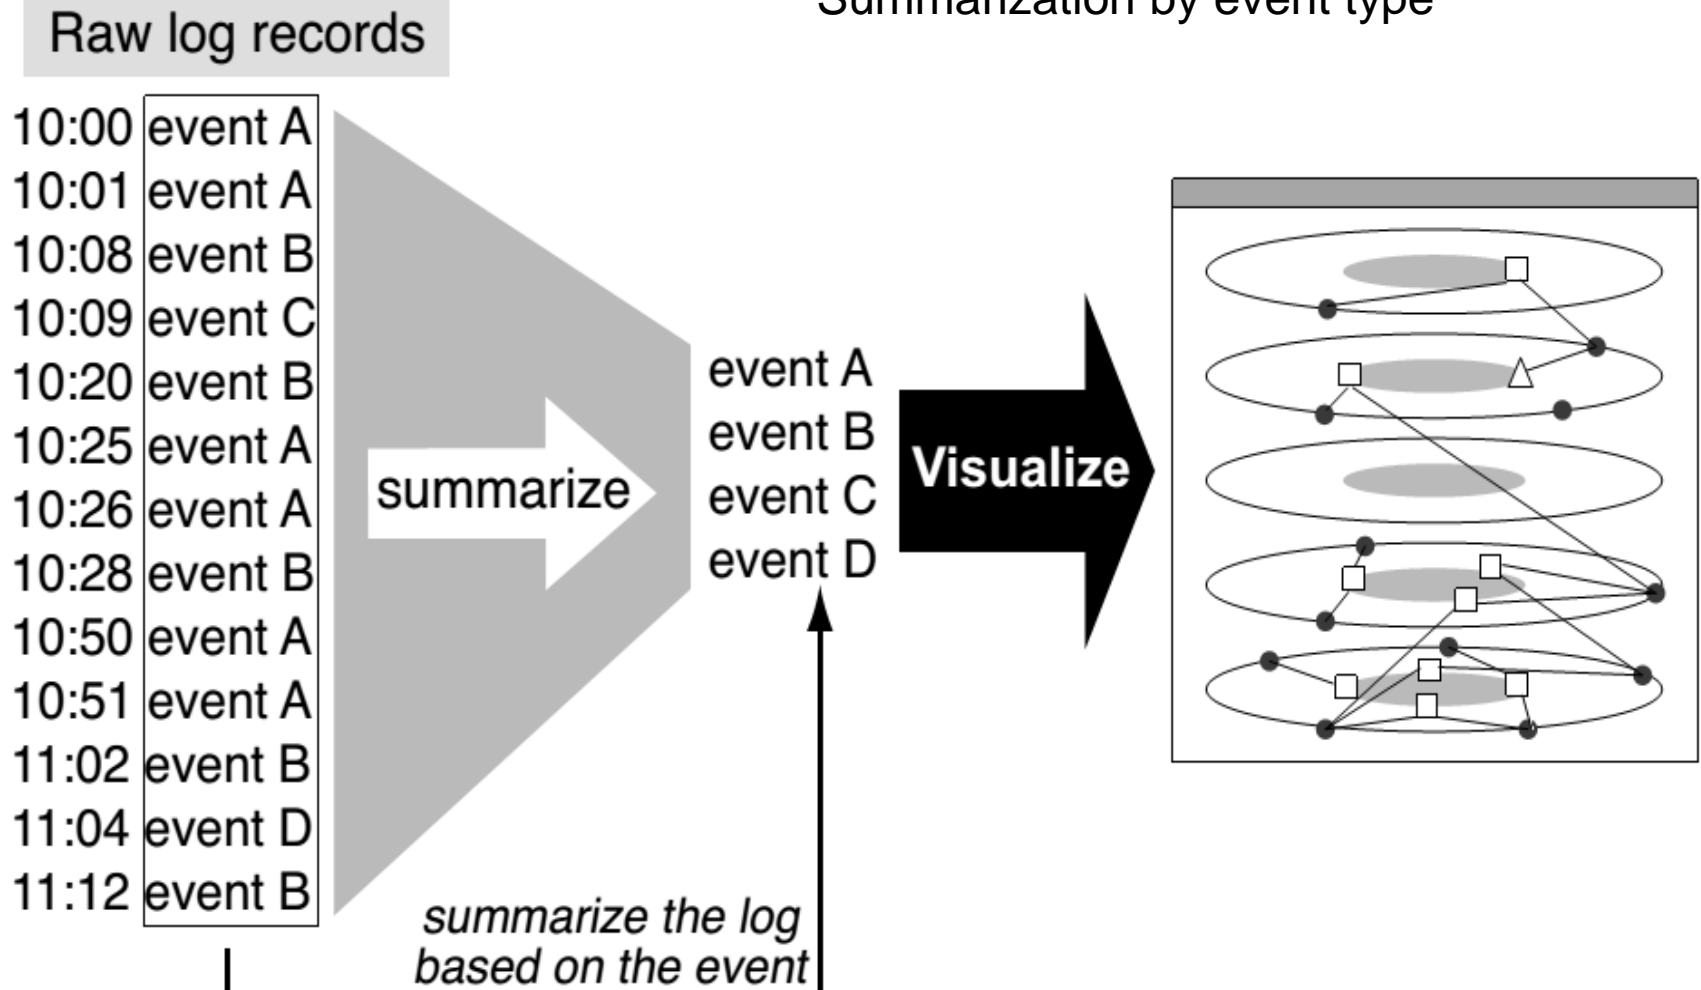 Summarization by event type
Raw log records
10:00 event A
10:01 event A
10:08 event B
10:09 event C
10:20 event B
10:25 event A
10:26 event A
10:28 event B
10:50 event A
10:51 event A
11:02 event B
11:04 event D
11:12 event B
summarize
event A
event B
event C
event D
Visualize
summarize the log
based on the event